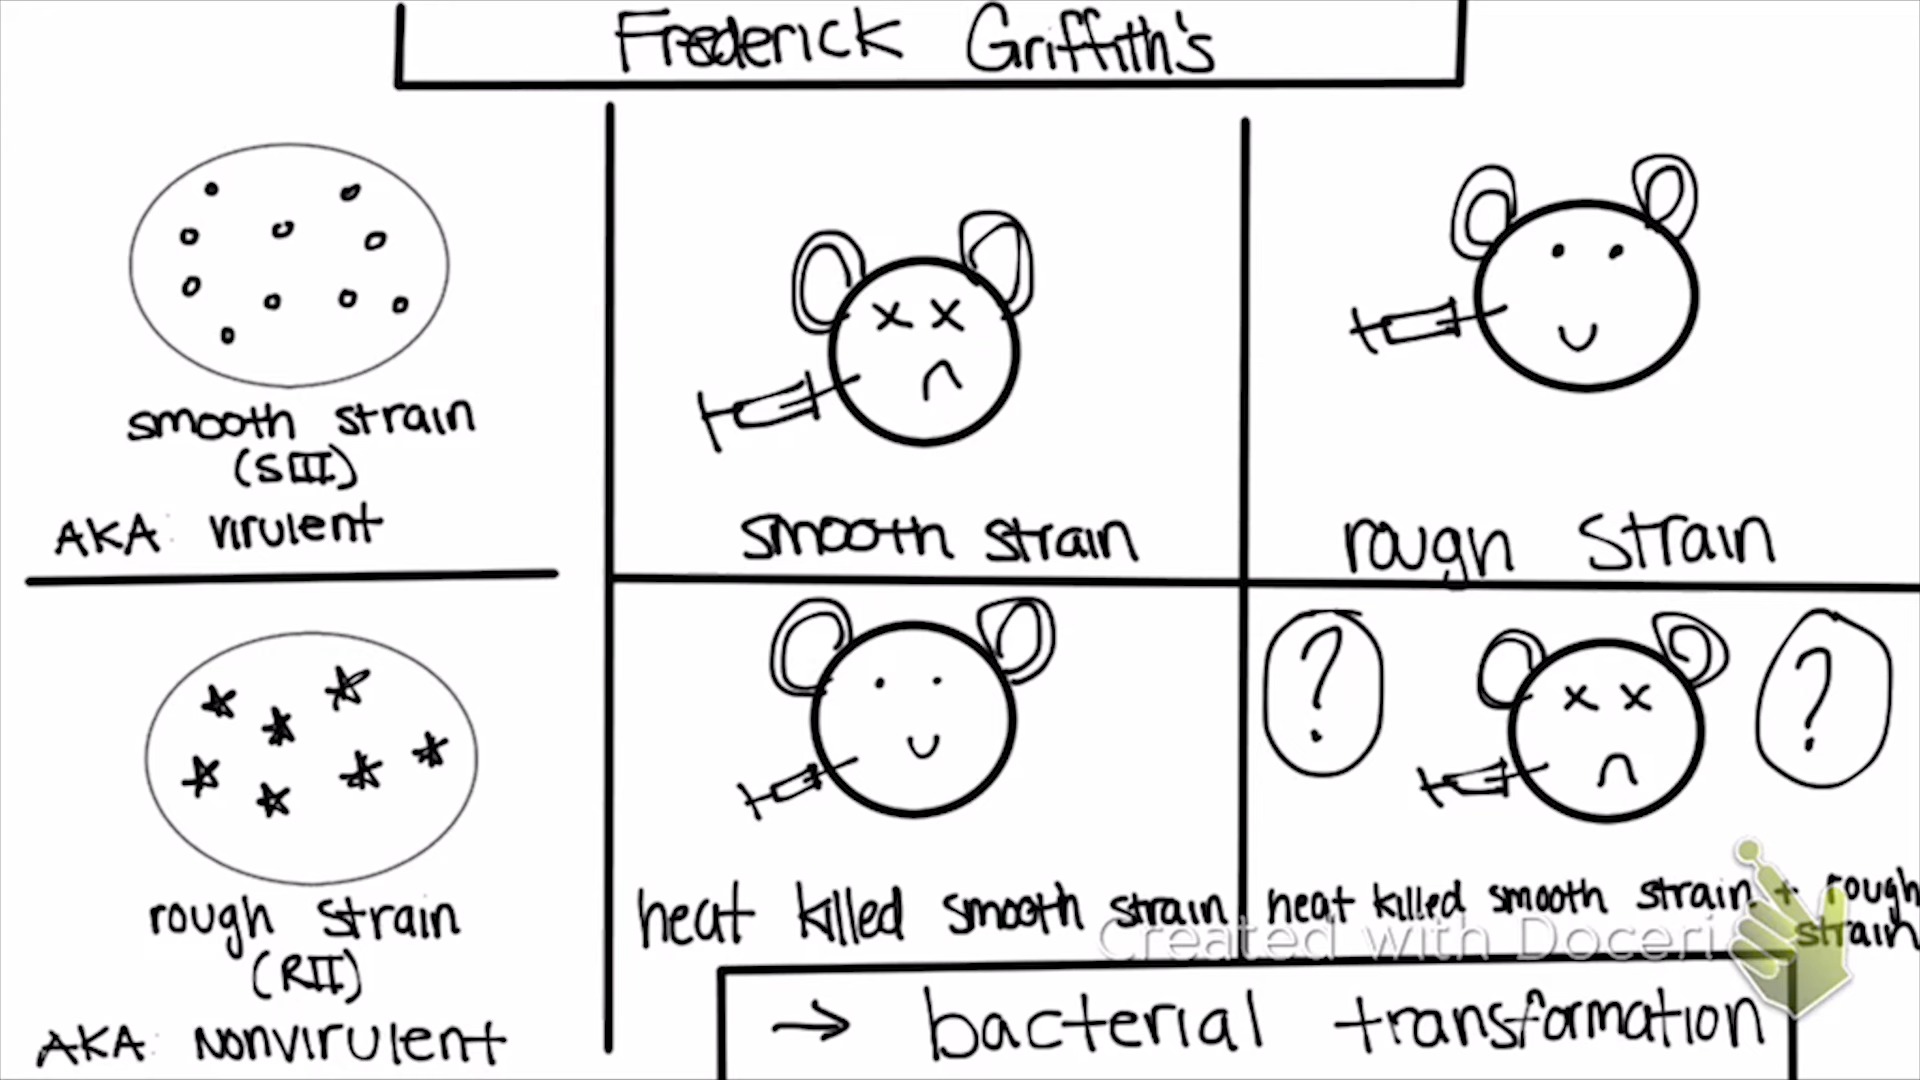 Frederick Griffith's
smooth strain
(SIII)
AKA: virulent
rough strain
(RII)
AKA: nonvirulent
smooth strain
rough strain
heat killed smooth strain
? ?
heat killed smooth strain + rough
strain
Created with Doceri
→ bacterial transformation